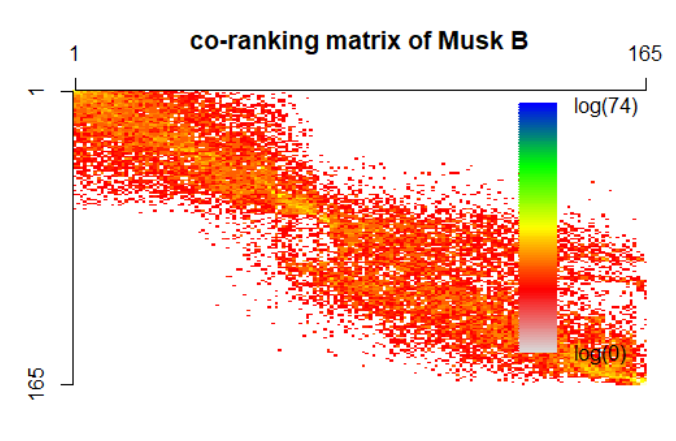 co-ranking matrix of Musk B
1
165
1
165
log(74)
log(0)